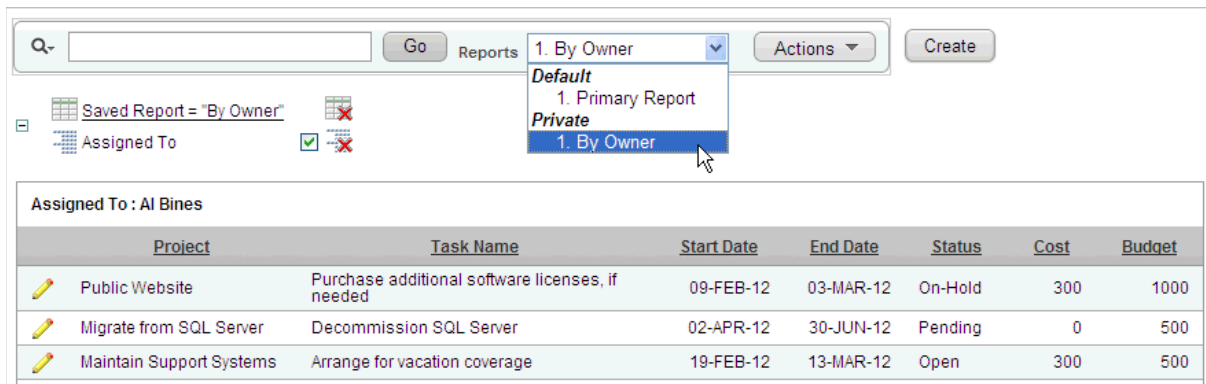 Go Reports 1. By Owner Actions Create
Default
1. Primary Report
Private
1. By Owner
Saved Report = "By Owner"
Assigned To
Assigned To : Al Bines
Project Task Name Start Date End Date Status Cost Budget
Public Website Purchase additional software licenses, if needed 09-FEB-12 03-MAR-12 On-Hold 300 1000
Migrate from SQL Server Decommission SQL Server 02-APR-12 30-JUN-12 Pending 0 500
Maintain Support Systems Arrange for vacation coverage 19-FEB-12 13-MAR-12 Open 300 500